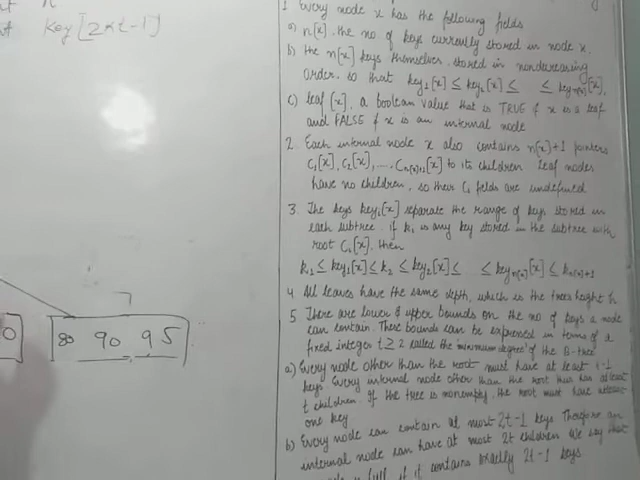 Key[2*t-1]
80 90 95
0
1 Every node x has the following fields
a) n[x], the no of keys currently stored in node x.
b) the n[x] keys themselves, stored in nondecreasing
order, so that key1[x] ≤ key2[x] ≤ ≤ keyn[x][x],
c) leaf [x], a boolean value that is TRUE if x is a leaf
and FALSE if x is an internal node
2. Each internal node x also contains n[x]+1 pointers
C1[x], C2[x], .... Cn[x]+1[x] to its children Leaf nodes
have no children, so their Ci fields are undefined
3. The keys keyi[x] separate the range of keys stored in
each subtree. if ki is any key stored in the subtree with
root Ci[x], then
k1 ≤ key1[x] ≤ k2 ≤ key2[x] ≤ ≤ keyn[x][x] ≤ kn[x]+1
4 All leaves have the same depth, which is the trees height h
5 There are lower & upper bounds on the no of keys a node
can contain. These bounds can be expressed in terms of a
fixed integer t ≥ 2 called the 'minimum degree' of the B-tree
a) Every node other than the root must have at least t-1
keys Every internal node other than the root thus has at least
t children. If the tree is nonempty, the root must have atleast
one key
b) Every node can contain at most 2t-1 keys Therefore an
internal node can have at most 2t children We say that
node is full if it contains exactly 2t-1 keys